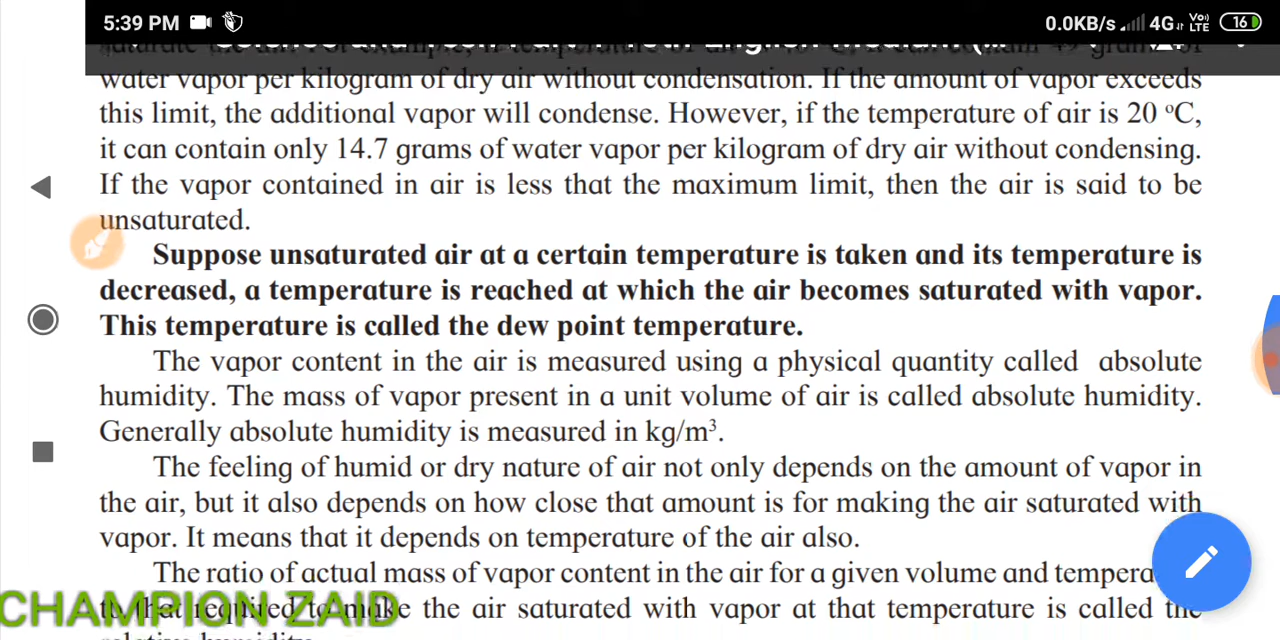 5:39 PM
0.0KB/s 4G Vo) LTE 16
water vapor per kilogram of dry air without condensation. If the amount of vapor exceeds
this limit, the additional vapor will condense. However, if the temperature of air is 20 °C,
it can contain only 14.7 grams of water vapor per kilogram of dry air without condensing.
If the vapor contained in air is less that the maximum limit, then the air is said to be
unsaturated.
Suppose unsaturated air at a certain temperature is taken and its temperature is
decreased, a temperature is reached at which the air becomes saturated with vapor.
This temperature is called the dew point temperature.
The vapor content in the air is measured using a physical quantity called absolute
humidity. The mass of vapor present in a unit volume of air is called absolute humidity.
Generally absolute humidity is measured in kg/m³.
The feeling of humid or dry nature of air not only depends on the amount of vapor in
the air, but it also depends on how close that amount is for making the air saturated with
vapor. It means that it depends on temperature of the air also.
The ratio of actual mass of vapor content in the air for a given volume and tempera
to that required to make the air saturated with vapor at that temperature is called the
relative humidity.
CHAMPION ZAID